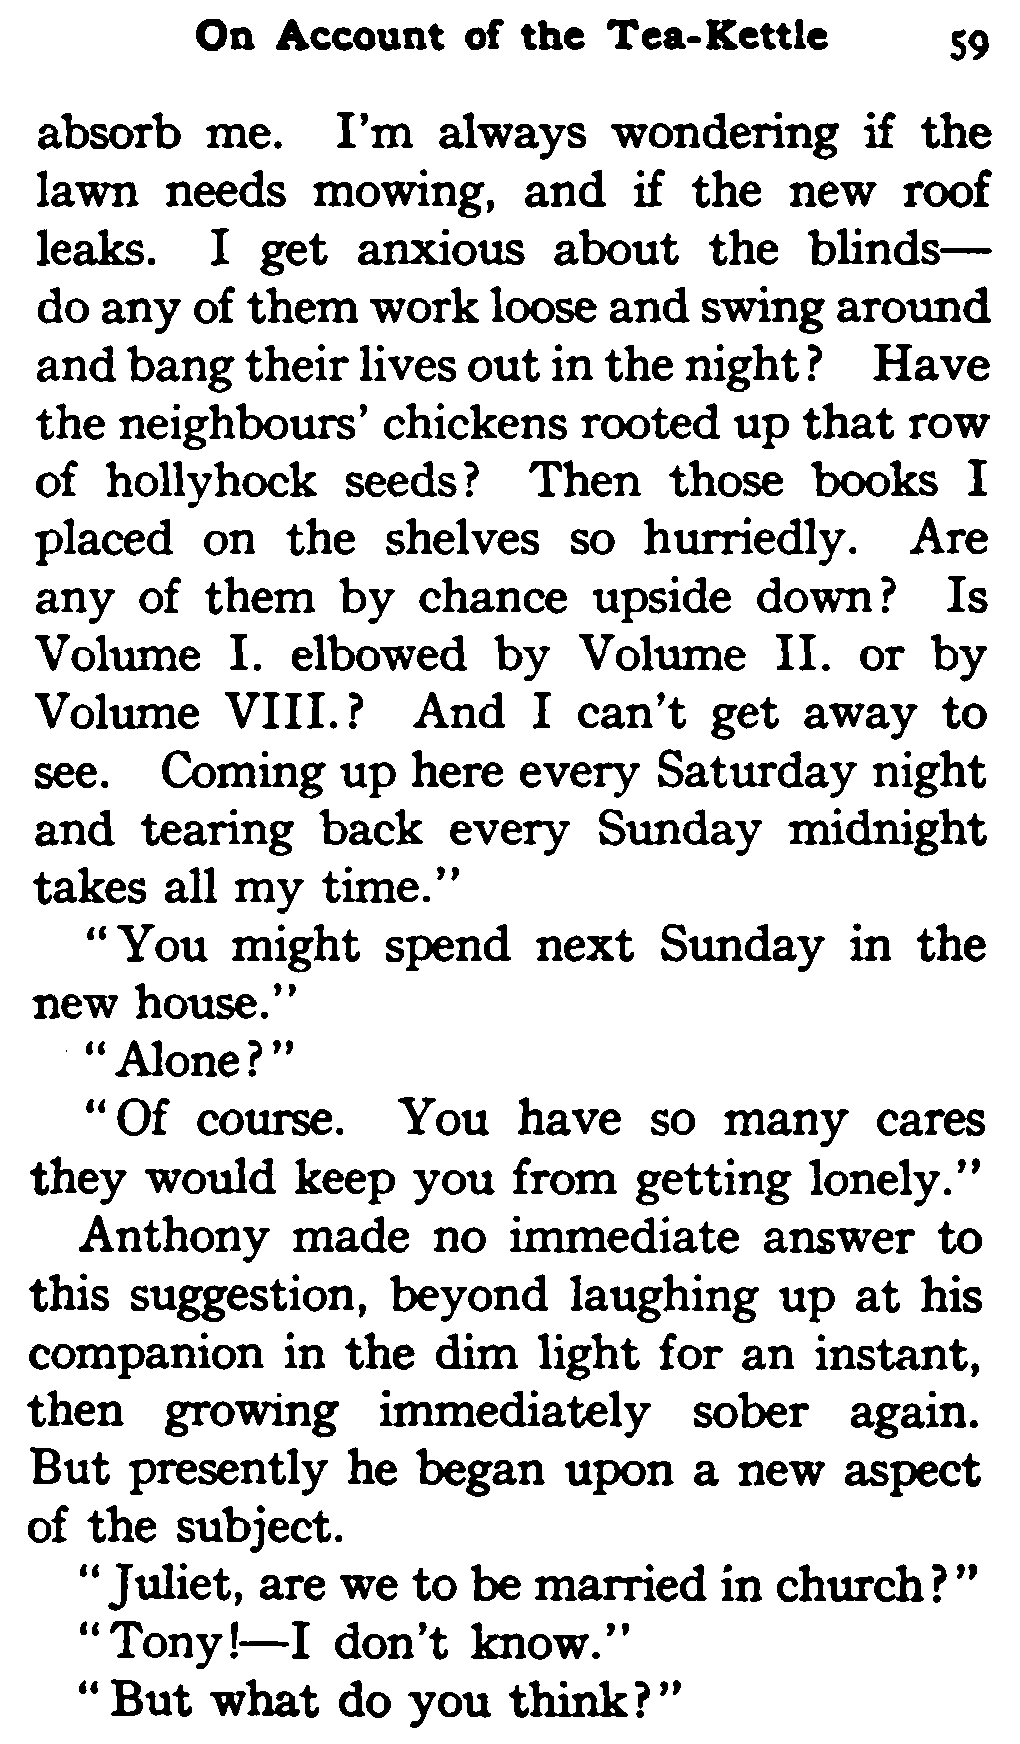 On Account of the Tea-Kettle 59
absorb me. I'm always wondering if the
lawn needs mowing, and if the new roof
leaks. I get anxious about the blinds—
do any of them work loose and swing around
and bang their lives out in the night? Have
the neighbours' chickens rooted up that row
of hollyhock seeds? Then those books I
placed on the shelves so hurriedly. Are
any of them by chance upside down? Is
Volume I. elbowed by Volume II. or by
Volume VIII.? And I can't get away to
see. Coming up here every Saturday night
and tearing back every Sunday midnight
takes all my time."
"You might spend next Sunday in the
new house."
"Alone?"
"Of course. You have so many cares
they would keep you from getting lonely."
Anthony made no immediate answer to
this suggestion, beyond laughing up at his
companion in the dim light for an instant,
then growing immediately sober again.
But presently he began upon a new aspect
of the subject.
"Juliet, are we to be married in church?"
"Tony!—I don't know."
"But what do you think?"